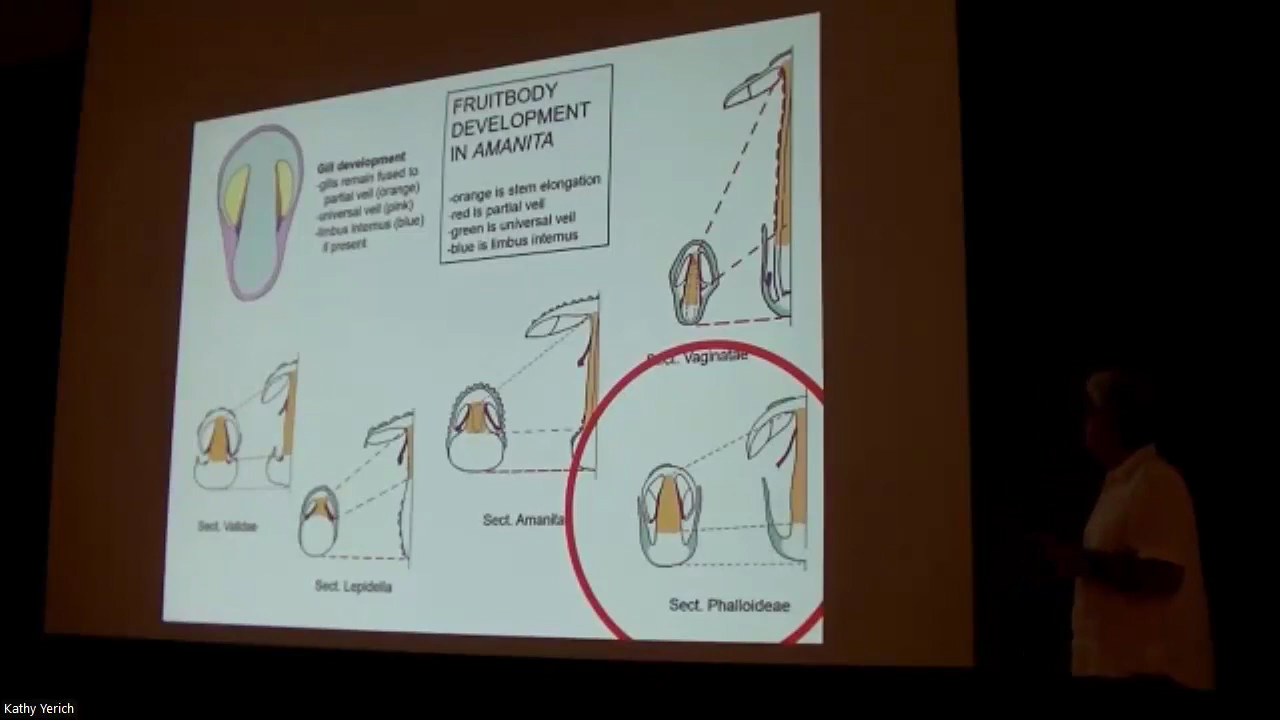 FRUITBODY
DEVELOPMENT
IN AMANITA
-orange is stem elongation
-red is partial veil
-green is universal veil
-blue is limbus internus
Gill development
-gills remain fused to
partial veil (orange)
-universal veil (pink)
-limbus internus (blue)
if present
Sect. Vaginatae
Sect. Validae
Sect. Lepidella
Sect. Amanita
Sect. Phalloideae
Kathy Yerich